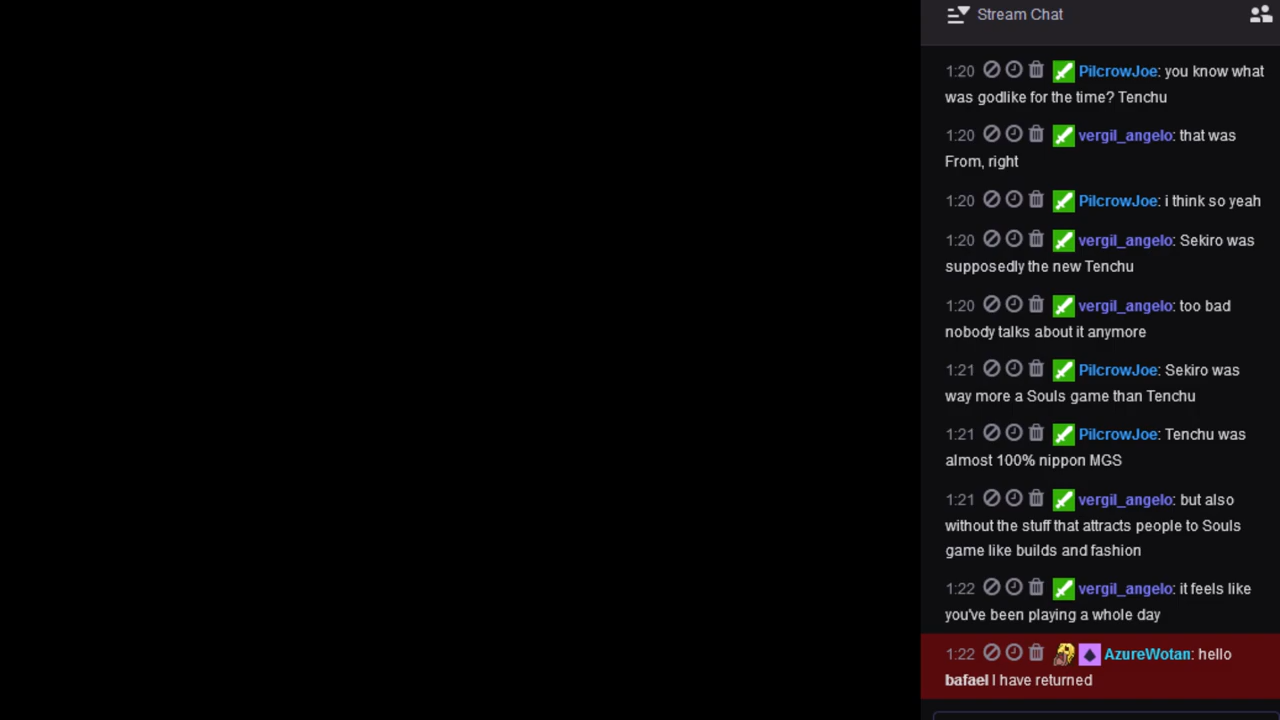 Stream Chat
1:20 PilcrowJoe: you know what
was godlike for the time? Tenchu
1:20 vergil_angelo: that was
From, right
1:20 PilcrowJoe: i think so yeah
1:20 vergil_angelo: Sekiro was
supposedly the new Tenchu
1:20 vergil_angelo: too bad
nobody talks about it anymore
1:21 PilcrowJoe: Sekiro was
way more a Souls game than Tenchu
1:21 PilcrowJoe: Tenchu was
almost 100% nippon MGS
1:21 vergil_angelo: but also
without the stuff that attracts people to Souls
game like builds and fashion
1:22 vergil_angelo: it feels like
you've been playing a whole day
1:22 AzureWotan: hello
bafael I have returned